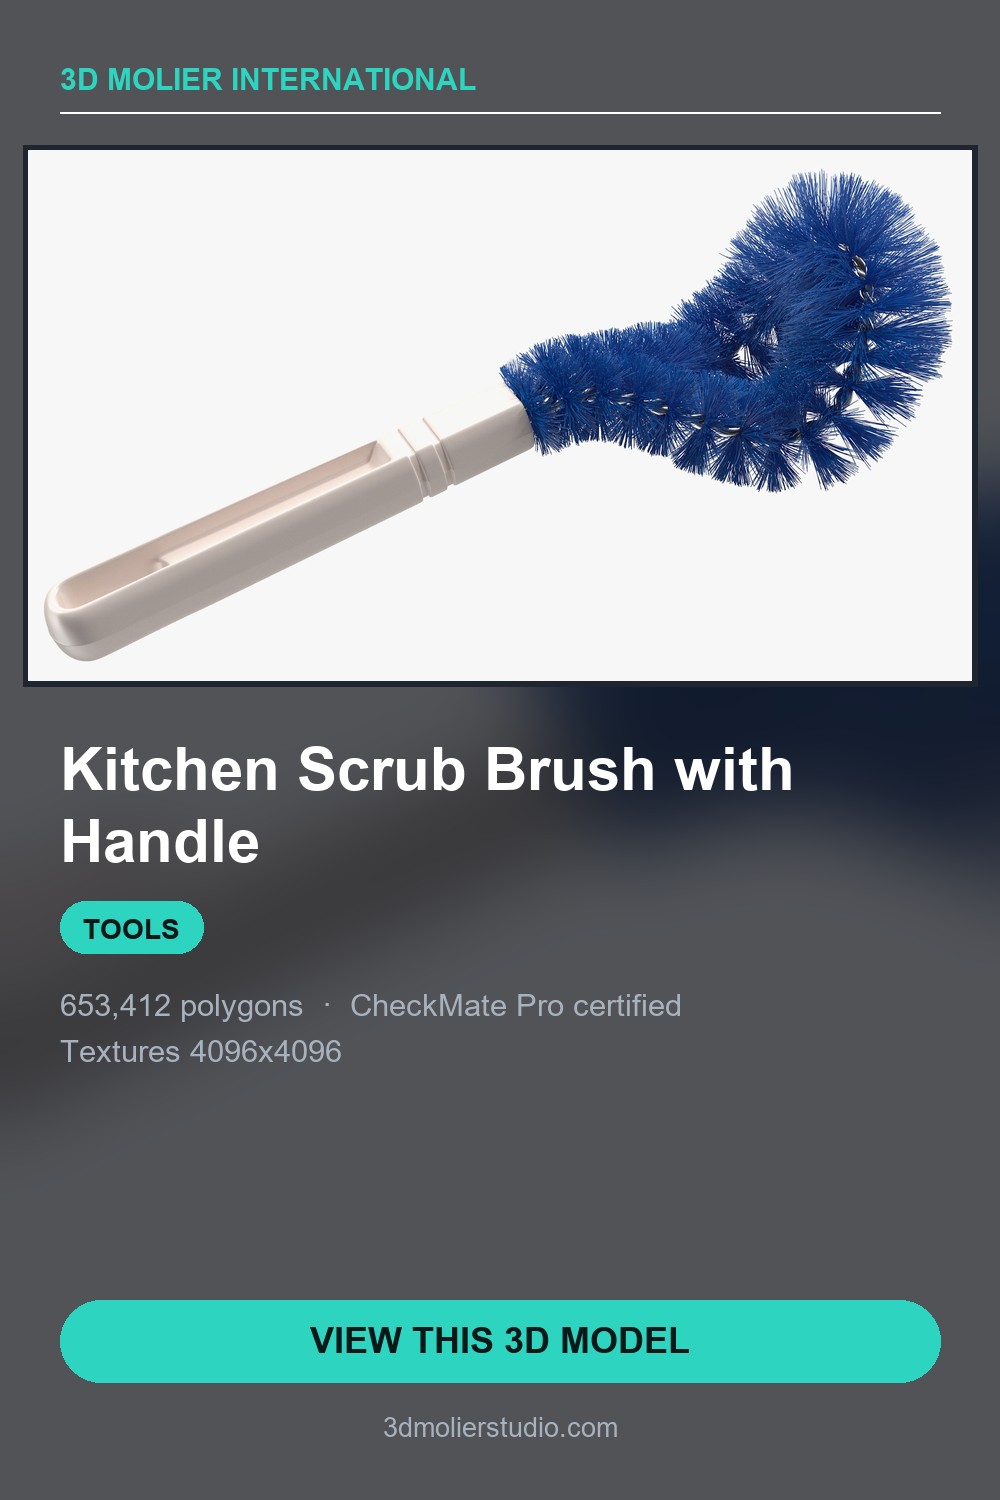 3D MOLIER INTERNATIONAL
Kitchen Scrub Brush with
Handle
TOOLS
653,412 polygons · CheckMate Pro certified
Textures 4096x4096
VIEW THIS 3D MODEL
3dmolierstudio.com